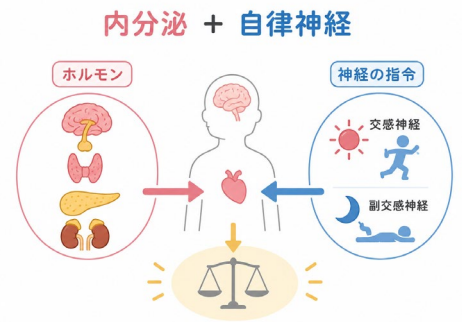 内分泌 + 自律神経
ホルモン
神経の指令
交感神経
副交感神経